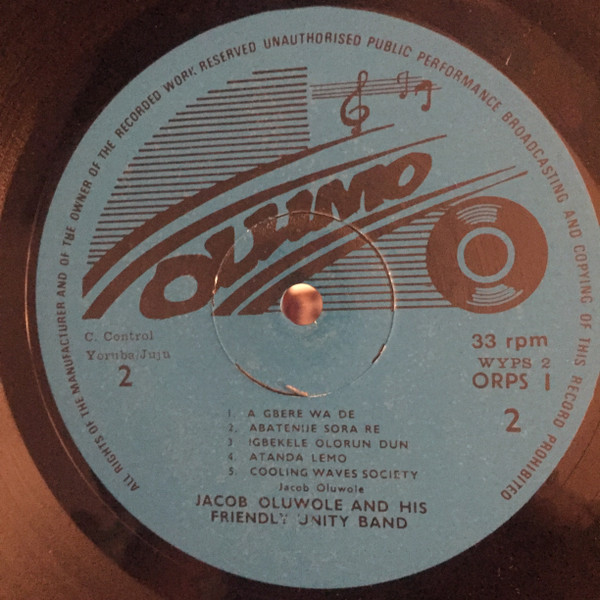 ALL RIGHTS OF THE MANUFACTURER AND OF THE OWNER OF THE RECORDED WORK RESERVED UNAUTHORISED PUBLIC PERFORMANCE BROADCASTING AND COPYING OF THIS RECORD PROHIBITED
OLUMO
C. Control
Yoruba/Juju
2
33 rpm
WYPS 2
ORPS 1
2
1. A GBERE WA DE
2. ABATENIJE SORA RE
3 IGBEKELE OLORUN DUN
4. ATANDA LEMO
5. COOLING WAVES SOCIETY
Jacob Oluwole
JACOB OLUWOLE AND HIS
FRIENDLY UNITY BAND